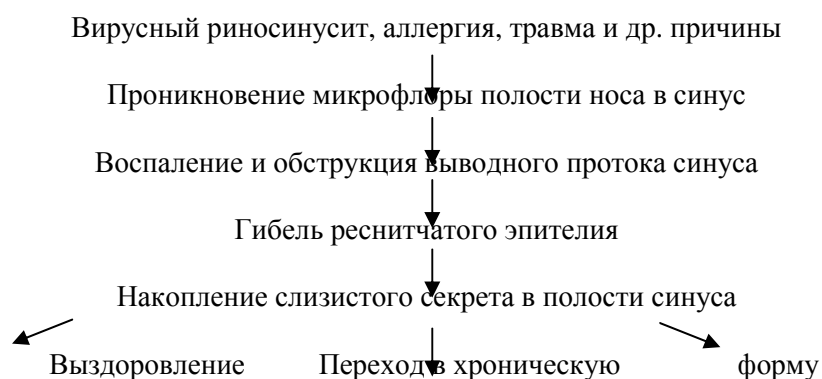 Вирусный риносинусит, аллергия, травма и др. причины
Проникновение микрофлоры полости носа в синус
Воспаление и обструкция выводного протока синуса
Гибель реснитчатого эпителия
Накопление слизистого секрета в полости синуса
Выздоровление Переход в хроническую форму